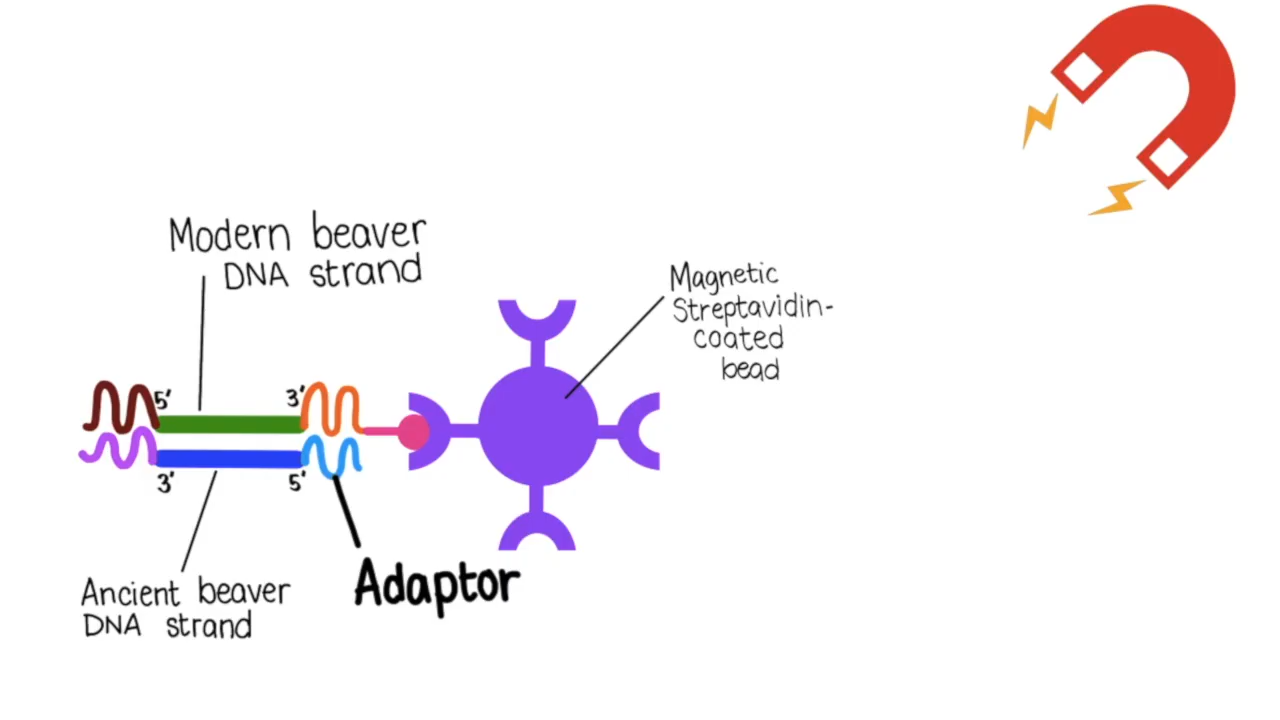 Modern beaver
DNA strand
Magnetic
Streptavidin-
coated
bead
5' 3'
3' 5'
Adaptor
Ancient beaver
DNA strand